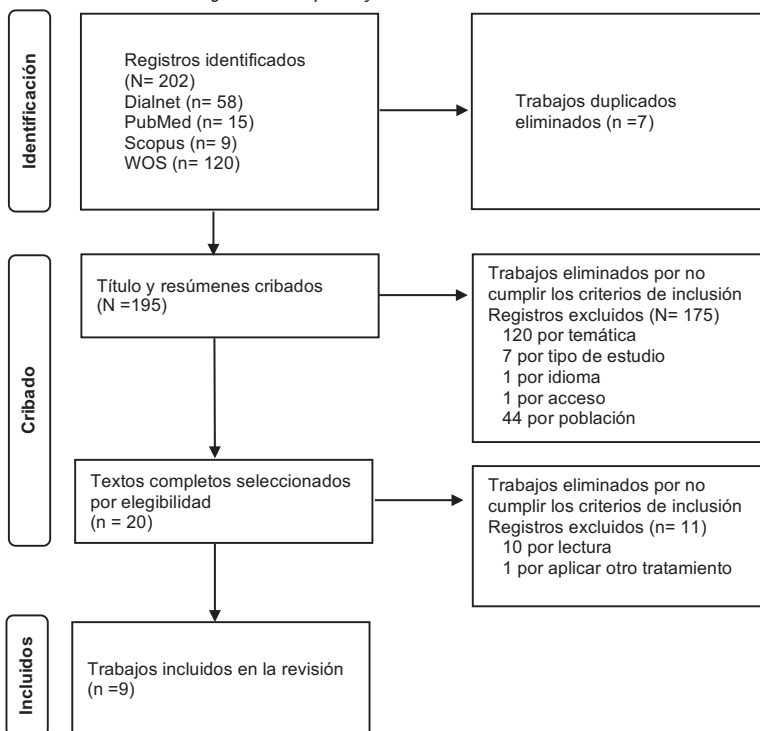 Identificación
Registros identificados
(N= 202)
Dialnet (n= 58)
PubMed (n= 15)
Scopus (n= 9)
WOS (n= 120)
Trabajos duplicados
eliminados (n =7)
Cribado
Título y resúmenes cribados
(N =195)
Trabajos eliminados por no
cumplir los criterios de inclusión
Registros excluidos (N= 175)
120 por temática
7 por tipo de estudio
1 por idioma
1 por acceso
44 por población
Textos completos seleccionados
por elegibilidad
(n = 20)
Trabajos eliminados por no
cumplir los criterios de inclusión
Registros excluidos (n= 11)
10 por lectura
1 por aplicar otro tratamiento
Incluidos
Trabajos incluidos en la revisión
(n =9)